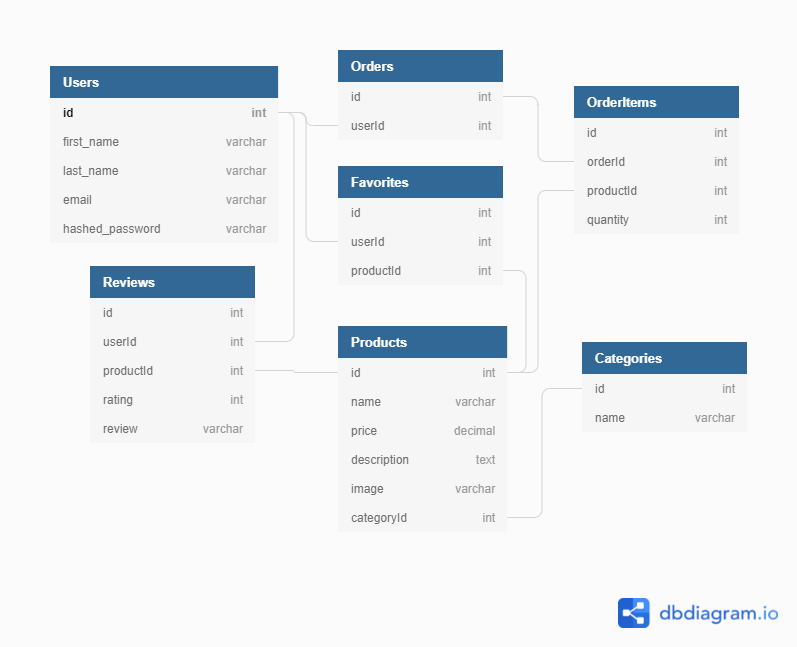 Users
id int
first_name varchar
last_name varchar
email varchar
hashed_password varchar
Orders
id int
userId int
OrderItems
id int
orderId int
productId int
quantity int
Favorites
id int
userId int
productId int
Reviews
id int
userId int
productId int
rating int
review varchar
Products
id int
name varchar
price decimal
description text
image varchar
categoryId int
Categories
id int
name varchar
dbdiagram.io